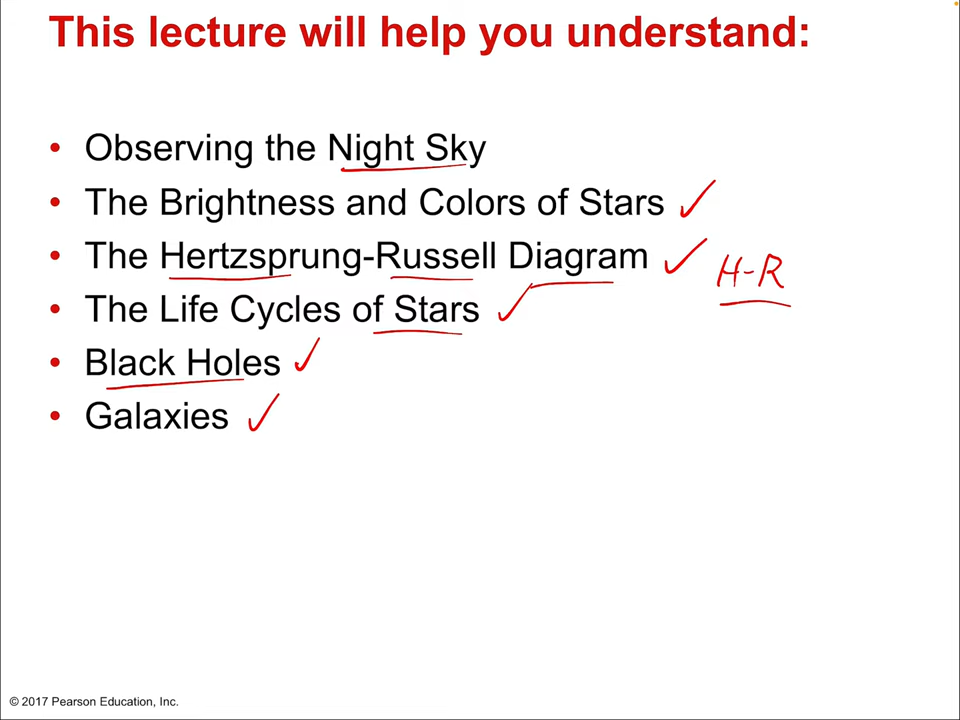 This lecture will help you understand:
• Observing the Night Sky
• The Brightness and Colors of Stars ✓
• The Hertzsprung-Russell Diagram ✓ H-R
• The Life Cycles of Stars ✓
• Black Holes ✓
• Galaxies ✓
© 2017 Pearson Education, Inc.